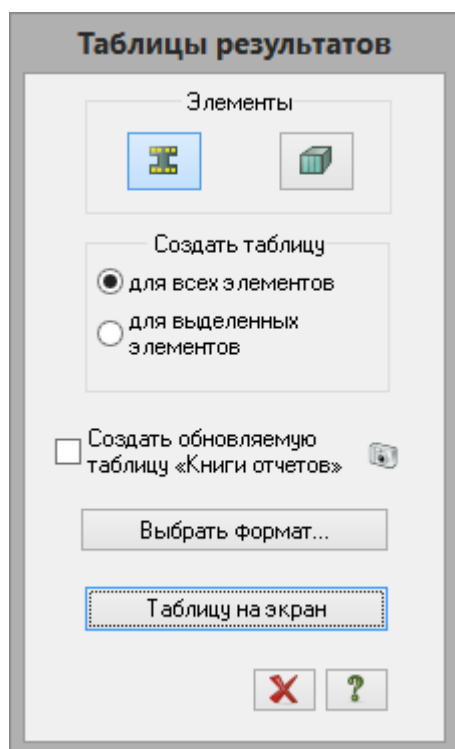 Таблицы результатов
Элементы
Создать таблицу
для всех элементов
для выделенных
элементов
Создать обновляемую
таблицу «Книги отчетов»
Выбрать формат...
Таблицу на экран
?